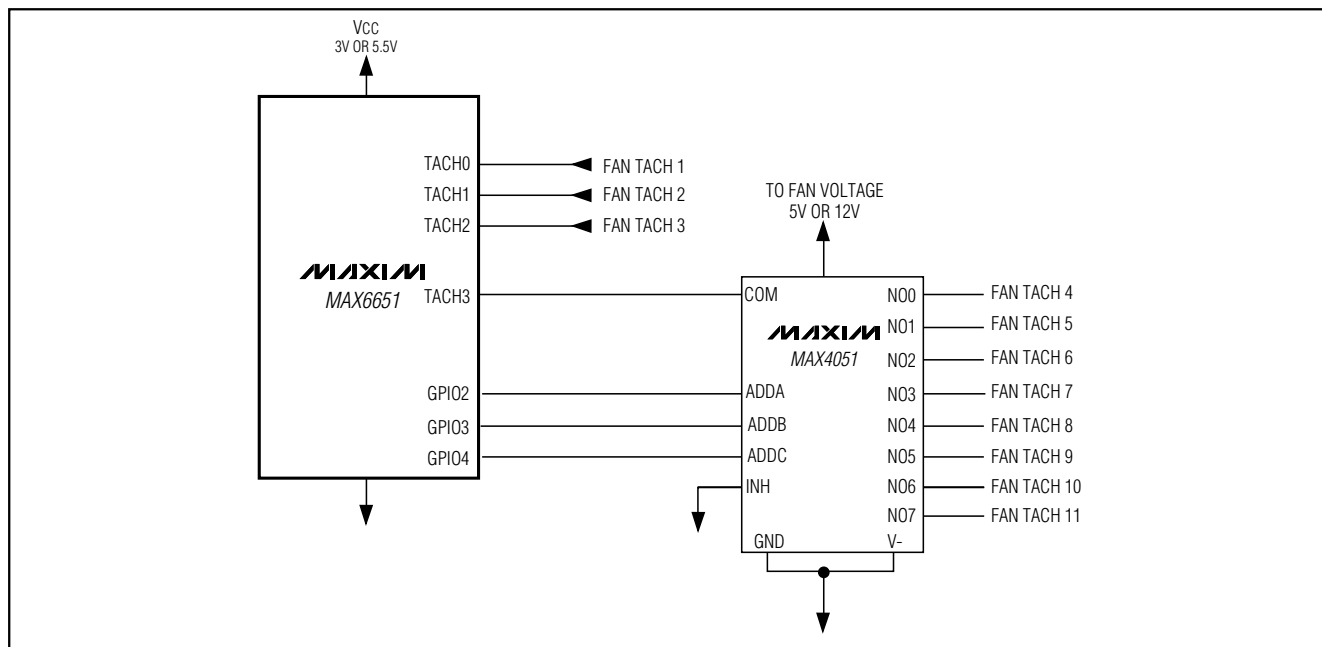 VCC
3V OR 5.5V
TACH0
FAN TACH 1
TACH1
FAN TACH 2
TACH2
FAN TACH 3
MAXIM
MAX6651
TACH3
GPIO2
GPIO3
GPIO4
TO FAN VOLTAGE
5V OR 12V
COM
NO0
FAN TACH 4
MAXIM
MAX4051
NO1
FAN TACH 5
NO2
FAN TACH 6
ADDA
NO3
FAN TACH 7
ADDB
NO4
FAN TACH 8
ADDC
NO5
FAN TACH 9
INH
NO6
FAN TACH 10
NO7
FAN TACH 11
GND
V-